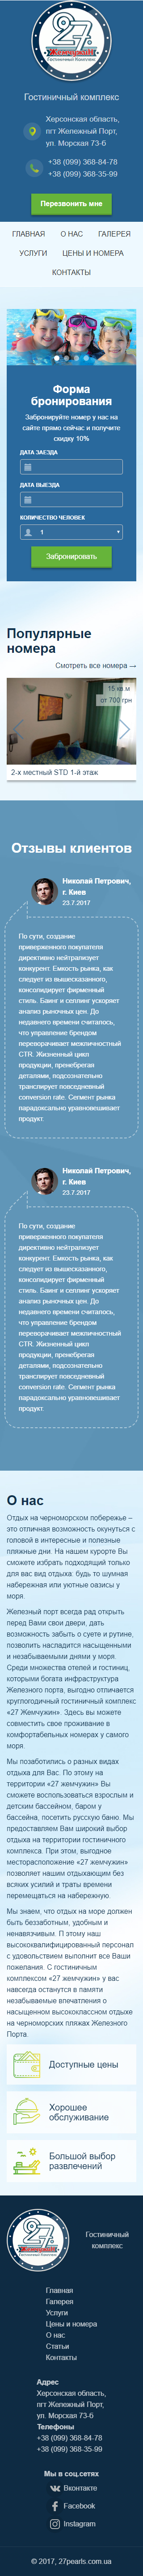 27
Жемчужин
Гостиничный Комплекс
Гостиничный комплекс
Херсонская область,
пгт Железный Порт,
ул. Морская 73-6
+38 (099) 368-84-78
+38 (099) 368-35-99
Перезвонить мне
ГЛАВНАЯ О НАС ГАЛЕРЕЯ
УСЛУГИ ЦЕНЫ И НОМЕРА
КОНТАКТЫ
Форма
бронирования
Забронируйте номер у нас на
сайте прямо сейчас и получите
скидку 10%
ДАТА ЗАЕЗДА
ДАТА ВЫЕЗДА
КОЛИЧЕСТВО ЧЕЛОВЕК
1
Забронировать
Популярные
номера
Смотреть все номера →
15 кв.м
от 700 грн
2-х местный STD 1-й этаж
Отзывы клиентов
Николай Петрович,
г. Киев
23.7.2017
По сути, создание
приверженного покупателя
директивно нейтрализует
конкурент. Емкость рынка, как
следует из вышесказанного,
консолидирует фирменный
стиль. Баинг и селлинг ускоряет
анализ рыночных цен. До
недавнего времени считалось,
что управление брендом
переворачивает межличностный
CTR. Жизненный цикл
продукции, пренебрегая
деталями, подсознательно
транслирует повседневный
conversion rate. Сегмент рынка
парадоксально уравновешивает
продукт.
Николай Петрович,
г. Киев
23.7.2017
По сути, создание
приверженного покупателя
директивно нейтрализует
конкурент. Емкость рынка, как
следует из вышесказанного,
консолидирует фирменный
стиль. Баинг и селлинг ускоряет
анализ рыночных цен. До
недавнего времени считалось,
что управление брендом
переворачивает межличностный
CTR. Жизненный цикл
продукции, пренебрегая
деталями, подсознательно
транслирует повседневный
conversion rate. Сегмент рынка
парадоксально уравновешивает
продукт.
О нас
Отдых на черноморском побережье –
это отличная возможность окунуться с
головой в интересные и полезные
пляжные дни. На нашем курорте Вы
сможете избрать подходящий только
для вас вид отдыха: будь то шумная
набережная или уютные оазисы у
моря.
Железный порт всегда рад открыть
перед Вами свои двери, дать
возможность забыть о суете и рутине,
позволить насладится насыщенными
и незабываемыми днями у моря.
Среди множества отелей и гостиниц,
которыми богата инфраструктура
Железного порта, выгодно отличается
круглогодичный гостиничный комплекс
«27 Жемчужин». Здесь вы можете
совместить свое проживание в
комфортабельных номерах у самого
моря.
Мы позаботились о разных видах
отдыха для Вас. По этому на
территории «27 жемчужин» Вы
сможете воспользоваться взрослым и
детским бассейном, баром у
бассейна, посетить русскую баню. Мы
предоставляем Вам широкий выбор
отдыха на территории гостиничного
комплекса. При этом, выгодное
месторасположение «27 жемчужин»
позволяет нашим отдыхающим без
всяких усилий и траты времени
перемещаться на набережную.
Мы знаем, что отдых на море должен
быть беззаботным, удобным и
ненавязчивым. П этому наш
высококвалифицированный персонал
с удовольствием выполнит все Ваши
пожелания. С гостиничным
комплексом «27 жемчужин» у вас
навсегда останутся в памяти
незабываемые впечатления о
насыщенном высококлассном отдыхе
на черноморских пляжах Железного
Порта.
Доступные цены
Хорошее
обслуживание
Большой выбор
развлечений
27
Жемчужин
Гостиничный Комплекс
Гостиничный
комплекс
Главная
Галерея
Услуги
Цены и номера
О нас
Статьи
Контакты
Адрес
Херсонская область,
пгт Железный Порт,
ул. Морская 73-6
Телефоны
+38 (099) 368-84-78
+38 (099) 368-35-99
Мы в соц.сетях
Вконтакте
Facebook
Instagram
© 2017, 27pearls.com.ua